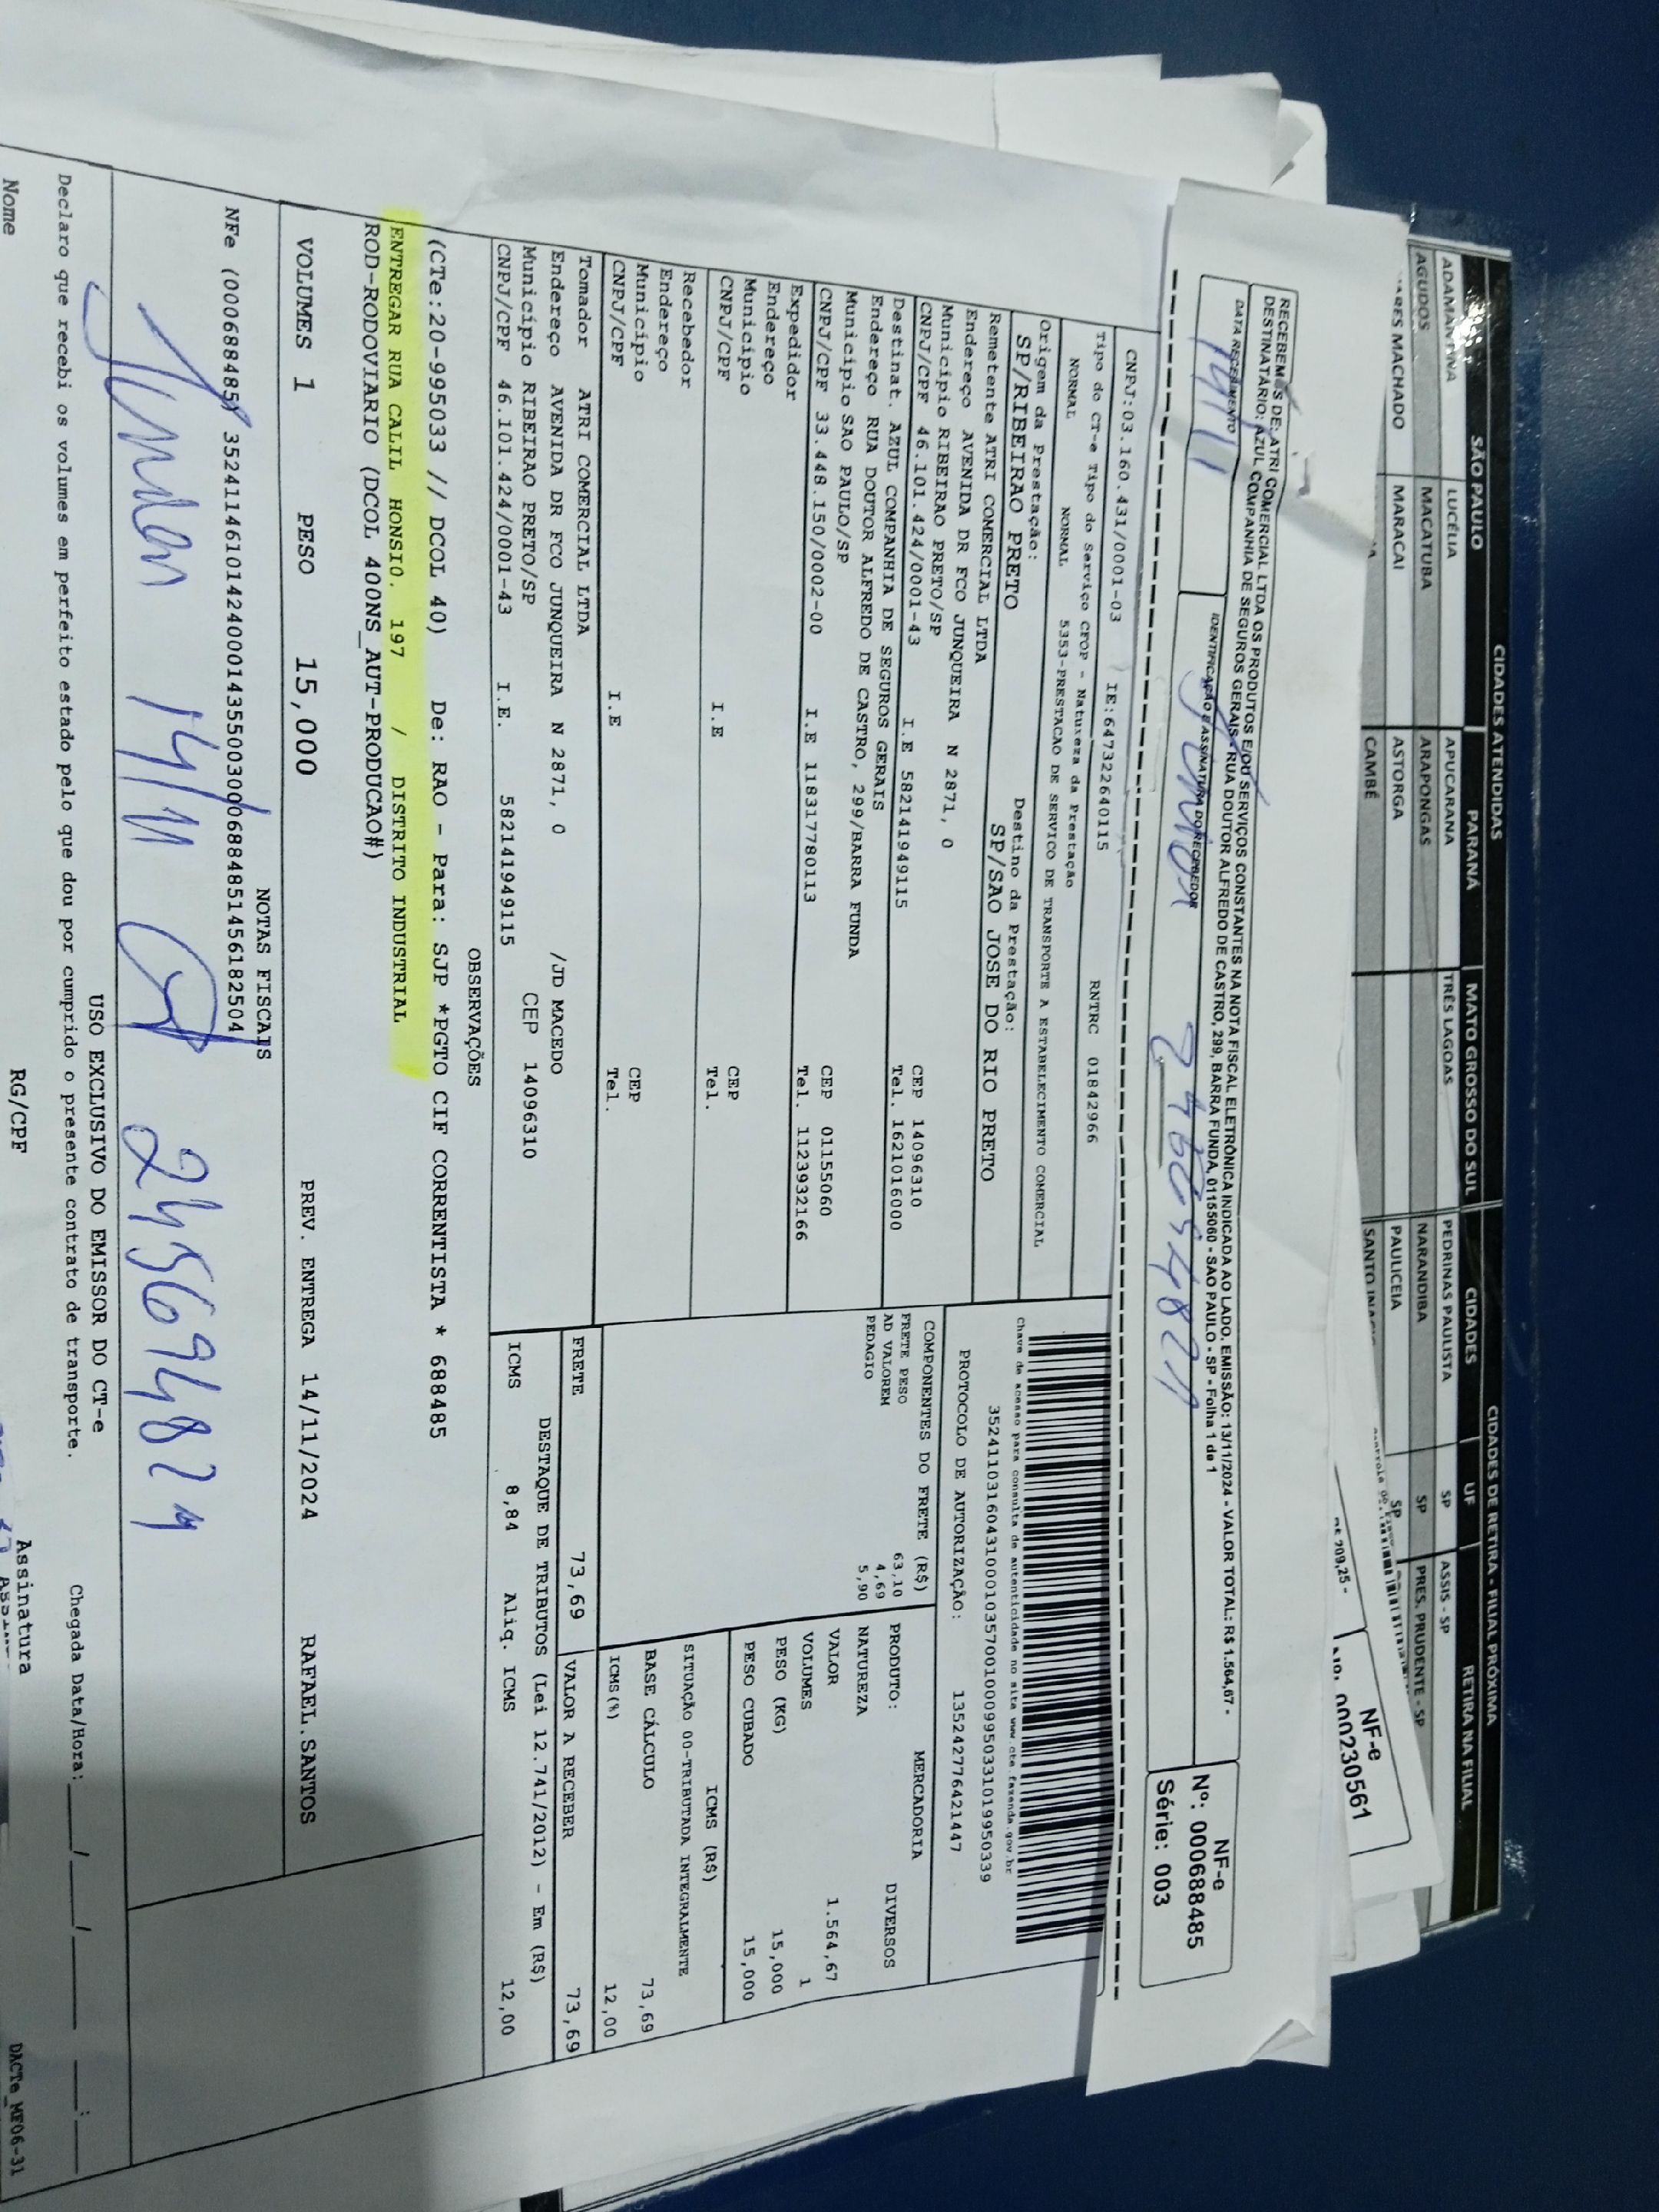 CIDADES ATENDIDAS
CIDADES DE RETIRA - FILIAL PRÓXIMA
SÃO PAULO PARANÁ MATO GROSSO DO SUL CIDADES UF RETIRA NA FILIAL
LUCÉLIA APUCARANA TRÊS LAGOAS PEDRINAS PAULISTA SP ASSIS - SP
AGUDOS MACATUBA ARAPONGAS NARANDIBA SP PRES. PRUDENTE - SP
MACHADO MARACAI ASTORGA PAULICEIA SP
CAMBÉ SANTO
NF-e
000230561
RECEBEMOS DE: ATRI COMERCIAL LTDA OS PRODUTOS E/OU SERVIÇOS CONSTANTES NA NOTA FISCAL ELETRÔNICA INDICADA AO LADO. EMISSÃO: 13/11/2024 - VALOR TOTAL: R$ 1.564,67 -
DESTINATÁRIO: AZUL COMPANHIA DE SEGUROS GERAIS - RUA DOUTOR ALFREDO DE CASTRO, 299, BARRA FUNDA, 01155060 - SAO PAULO - SP - Folha 1 de 1
DATA RECEBIMENTO
IDENTIFICAÇÃO E ASSINATURA DO RECEBEDOR
14/11 Junior
NF-e
Nº: 000688485
Série: 003
CNPJ:03.160.431/0001-03 IE:647322640115 RNTRC 01842966
Tipo do CT-e Tipo do Serviço CFOP - Natureza da Prestação
NORMAL NORMAL 5353-PRESTACAO DE SERVICO DE TRANSPORTE A ESTABELECIMENTO COMERCIAL
Origem da Prestação: Destino da Prestação:
SP/RIBEIRAO PRETO SP/SAO JOSE DO RIO PRETO
Chave de acesso para consulta de autenticidade no site www.cte.fazenda.gov.br
35241103160431000103570010009950331019950339
PROTOCOLO DE AUTORIZAÇÃO: 135242776421447
Remetente ATRI COMERCIAL LTDA
Endereço AVENIDA DR FCO JUNQUEIRA N 2871, 0
Município RIBEIRAO PRETO/SP CEP 14096310
CNPJ/CPF 46.101.424/0001-43 I.E 582141949115 Tel. 1621016000
Destinat. AZUL COMPANHIA DE SEGUROS GERAIS
Endereço RUA DOUTOR ALFREDO DE CASTRO, 299/BARRA FUNDA
Município SAO PAULO/SP CEP 01155060
CNPJ/CPF 33.448.150/0002-00 I.E 118317780113 Tel. 1123932166
Expedidor
Endereço
Município CEP
CNPJ/CPF I.E Tel.
Recebedor
Endereço
Município CEP
CNPJ/CPF I.E Tel.
Tomador ATRI COMERCIAL LTDA
Endereço AVENIDA DR FCO JUNQUEIRA N 2871, 0 /JD MACEDO
Município RIBEIRAO PRETO/SP CEP 14096310
CNPJ/CPF 46.101.424/0001-43 I.E. 582141949115
COMPONENTES DO FRETE (R$)
FRETE PESO 63,10
AD VALOREM 4,69
PEDAGIO 5,90
MERCADORIA
PRODUTO: DIVERSOS
NATUREZA
VALOR 1.564,67
VOLUMES 1
PESO (KG) 15,000
PESO CUBADO 15,000
ICMS (R$)
SITUAÇÃO 00-TRIBUTADA INTEGRALMENTE
BASE CÁLCULO 73,69
ICMS(%) 12,00
FRETE 73,69 VALOR A RECEBER 73,69
DESTAQUE DE TRIBUTOS (Lei 12.741/2012) - Em (R$)
ICMS 8,84 Aliq. ICMS 12,00
OBSERVAÇÕES
(CTe:20-995033 // DCOL 40) De: RAO - Para: SJP *PGTO CIF CORRENTISTA * 688485
ENTREGAR RUA CALIL HONSIO. 197 / DISTRITO INDUSTRIAL
ROD-RODOVIARIO (DCOL 400NS_AUT-PRODUCAO#)
VOLUMES 1 PESO 15,000 PREV. ENTREGA 14/11/2024 RAFAEL.SANTOS
NOTAS FISCAIS
NFe (000688485) 35241146101424000143550030006884851456182504
Junior 14/11
USO EXCLUSIVO DO EMISSOR DO CT-e
Declaro que recebi os volumes em perfeito estado pelo que dou por cumprido o presente contrato de transporte.
Chegada Data/Hora: / / :
Nome RG/CPF Assinatura DACTe_MF06-31